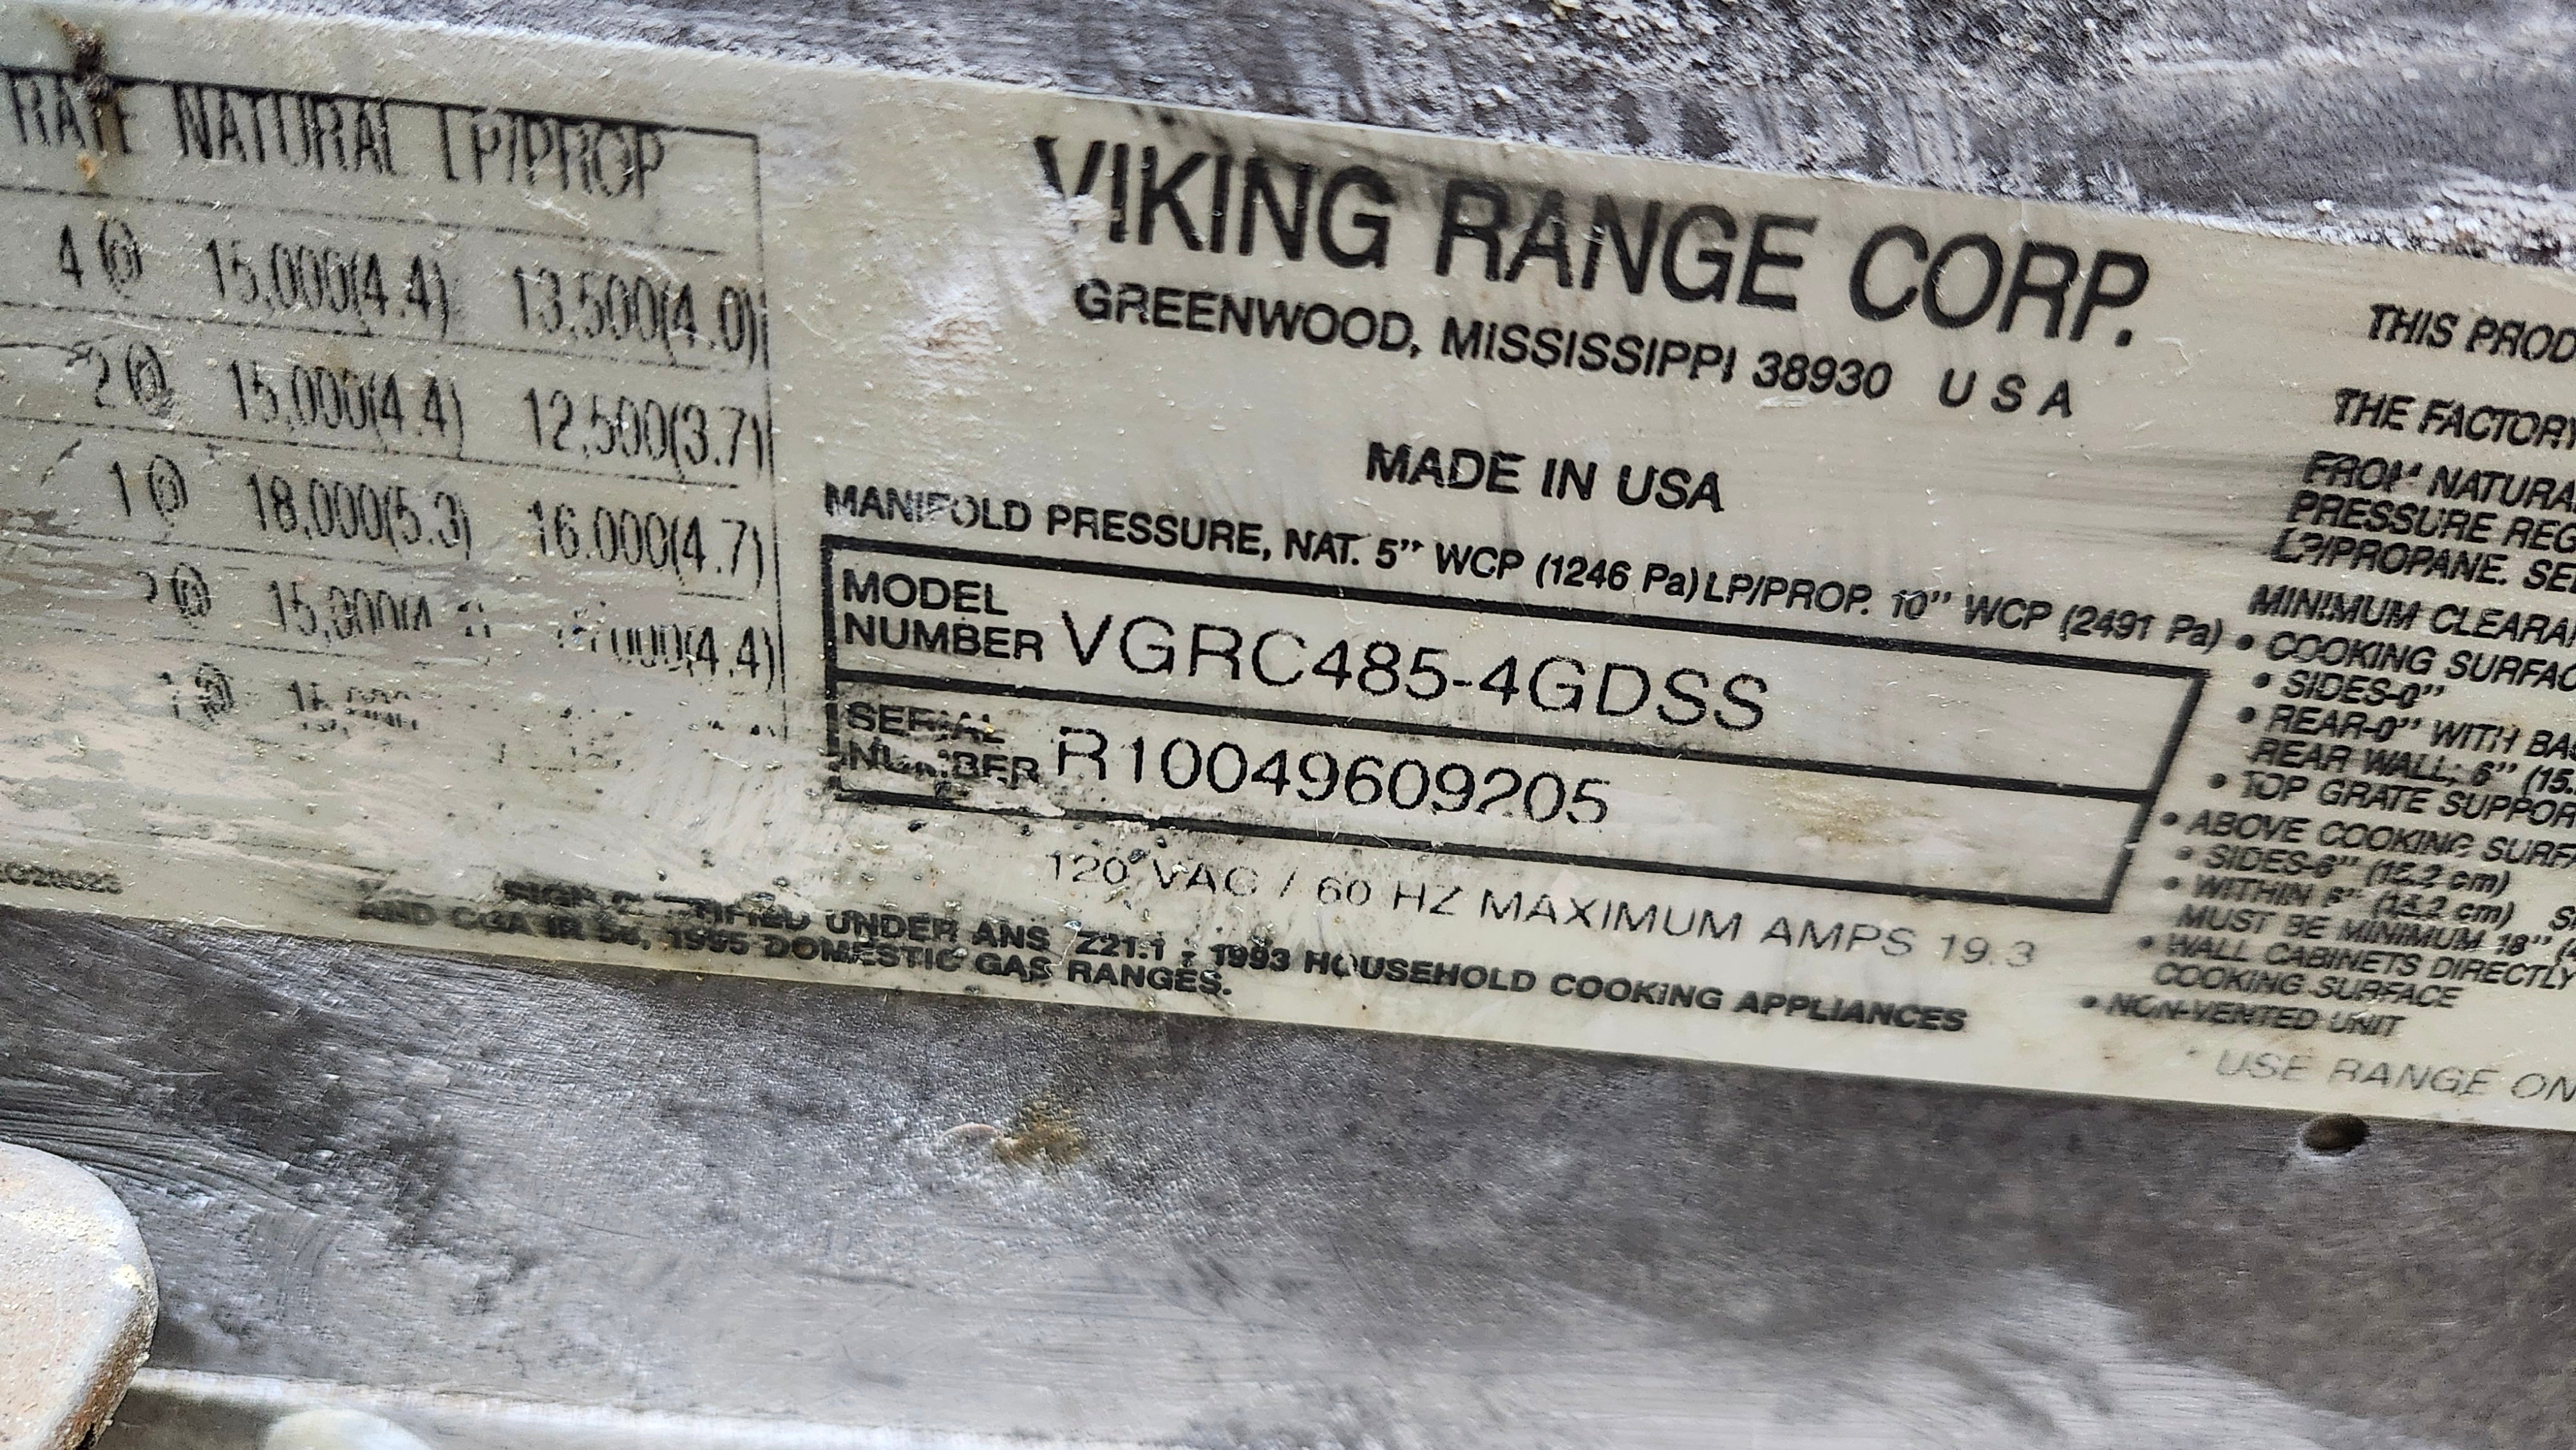 RATE NATURAL LP/PROP
4 @ 15,000(4.4) 13,500(4.0)
2 @ 15,000(4.4) 12,500(3.7)
1 @ 18,000(5.3) 16.000(4.7)
@ (4.4)
VIKING RANGE CORP.
GREENWOOD, MISSISSIPPI 38930 U S A
MADE IN USA
MANIFOLD PRESSURE, NAT. 5" WCP (1246 Pa) LP/PROP. 10" WCP (2491 Pa)
MODEL
NUMBER VGRC485-4GDSS
SERIAL
NUMBER R10049609205
120 VAC / 60 HZ MAXIMUM AMPS 19.3
UNDER ANS Z21.1 - 1993 HOUSEHOLD COOKING APPLIANCES
AND CGA 1995 DOMESTIC GAS RANGES.
THIS PROD
THE FACTORY
FROM NATURA
PRESSURE REG
LP/PROPANE. SE
MINIMUM CLEARA
• COOKING SURFAC
• SIDES-0"
• REAR-0" WITH BA
REAR WALL; 6" (15.
• TOP GRATE SUPPOR
• ABOVE COOKING SURF
• SIDES-6" (15.2 cm)
• WITHIN 6" (15.2 cm) S
MUST BE MINIMUM 18" (4
• WALL CABINETS DIRECTLY
COOKING SURFACE
• NON-VENTED UNIT
* USE RANGE ON